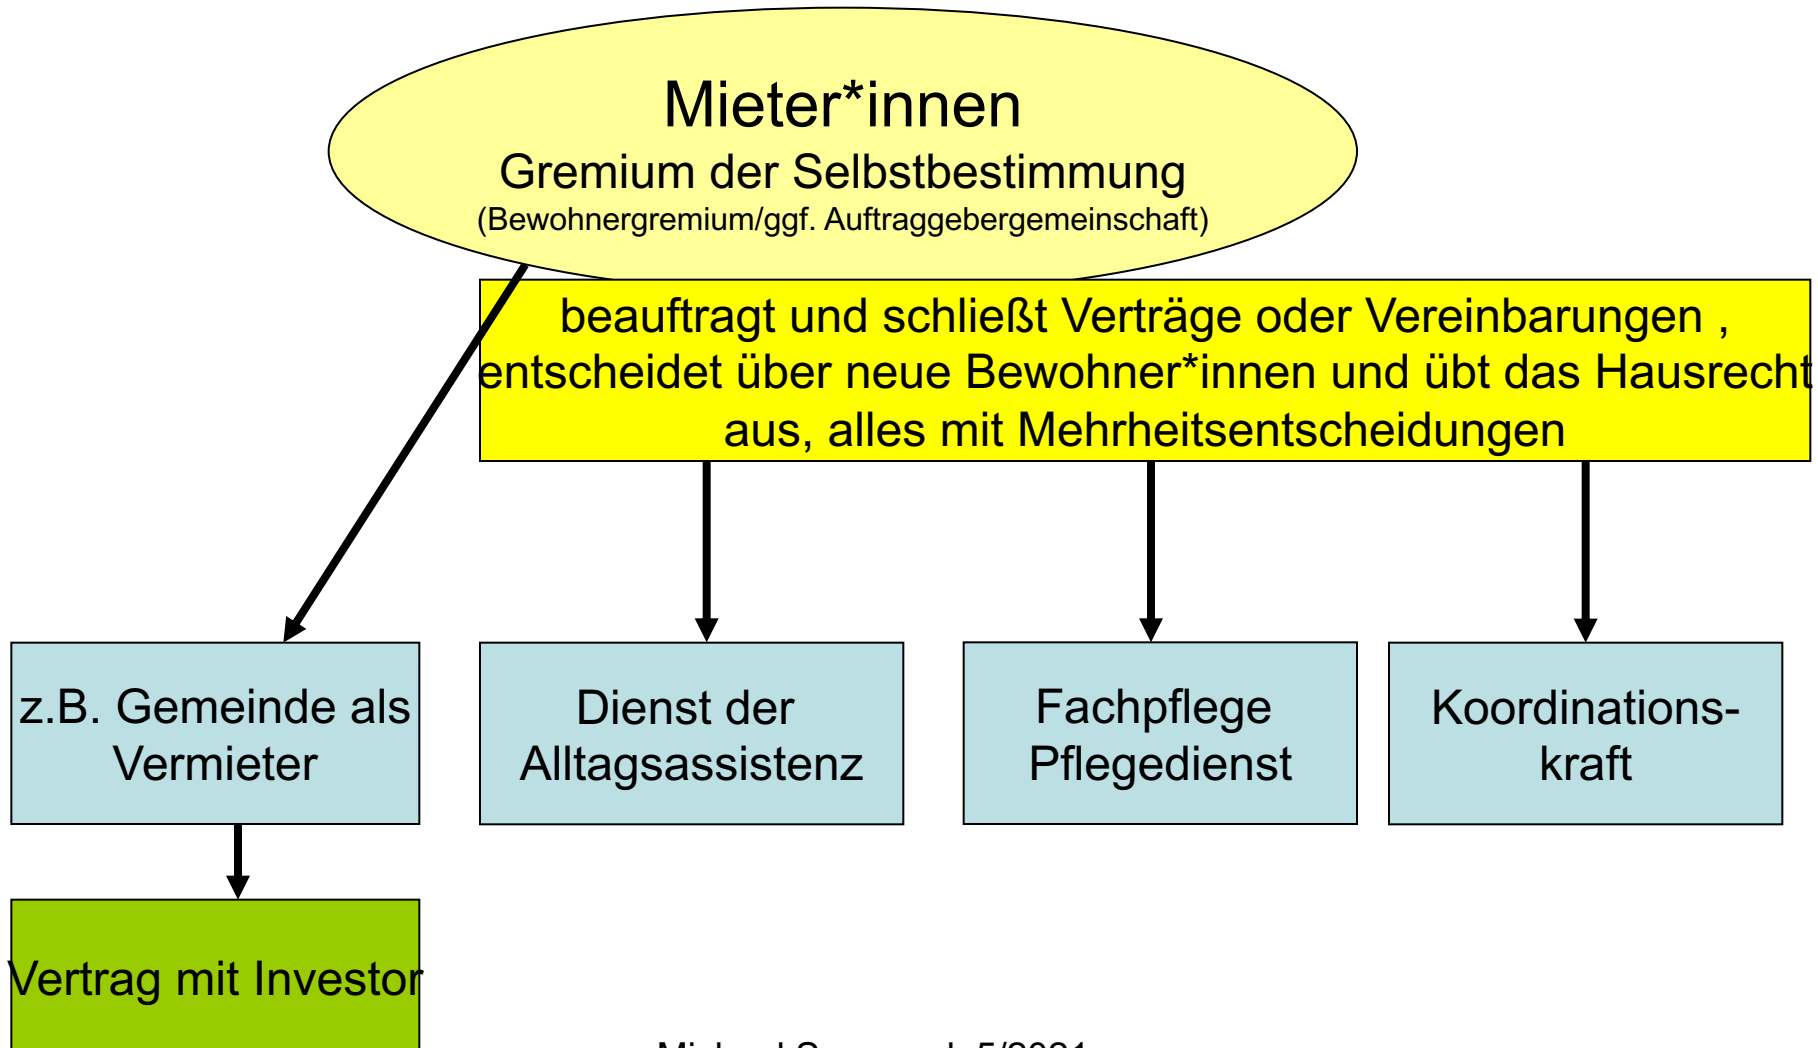 Mieter*innen
Gremium der Selbstbestimmung
(Bewohnergremium/ggf. Auftraggebergemeinschaft)
beauftragt und schließt Verträge oder Vereinbarungen ,
entscheidet über neue Bewohner*innen und übt das Hausrecht
aus, alles mit Mehrheitsentscheidungen
z.B. Gemeinde als
Vermieter
Dienst der
Alltagsassistenz
Fachpflege
Pflegedienst
Koordinations-
kraft
Vertrag mit Investor
5/2021